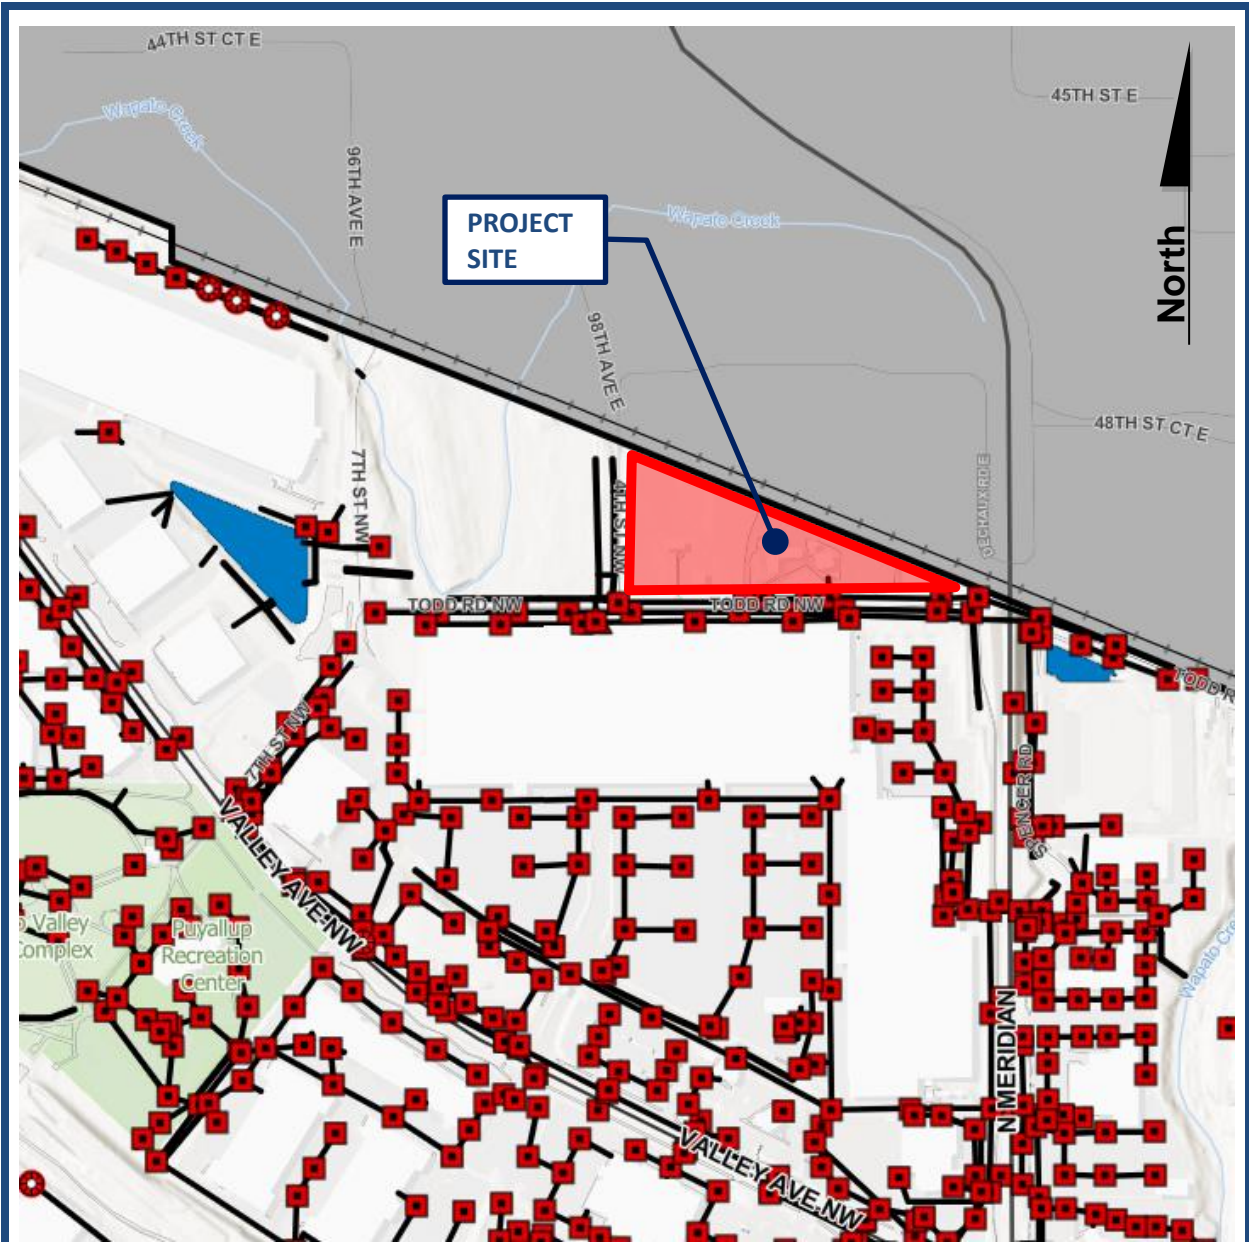 44TH ST CT E
45TH ST E
Wapato Creek
96TH AVE E
PROJECT
SITE
Wapato Creek
North
98TH AVE E
48TH ST CT E
7TH ST NW
4TH ST NW
DECHAUX RD E
TODD RD NW
TODD RD NW
TODD R
7TH ST NW
SPENCER RD
VALLEY AVE NW
Valley
Complex
Puyallup
Recreation
Center
Wapato Cre
N MERIDIAN
VALLEY AVE NW